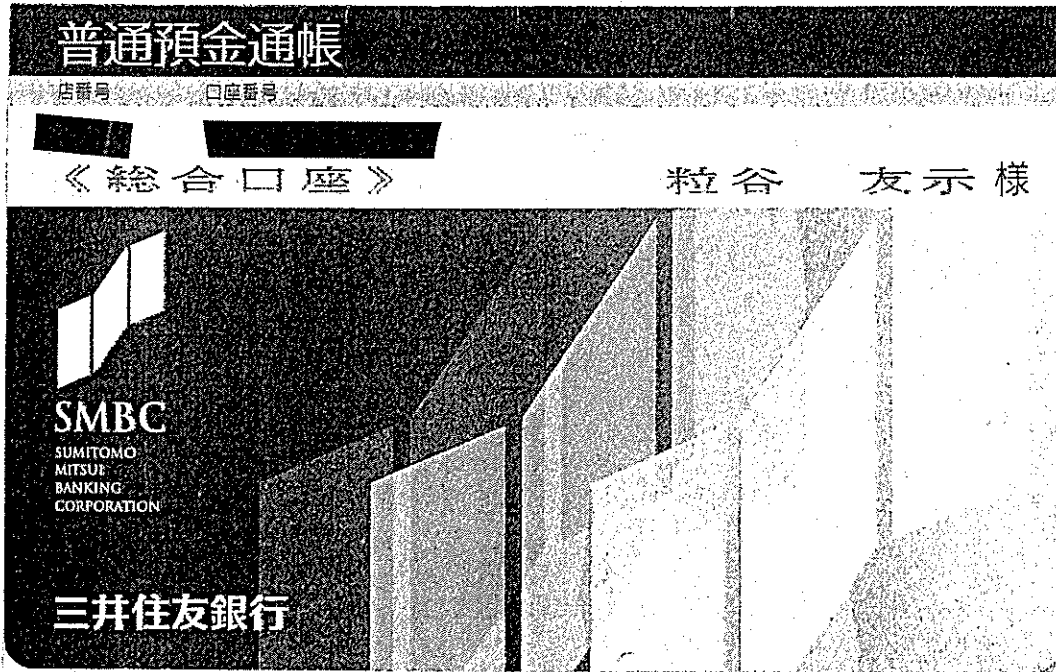 普通預金通帳
店番号 口座番号
≪総合口座≫ 粒谷 友示 様
SMBC
SUMITOMO
MITSUI
BANKING
CORPORATION
三井住友銀行